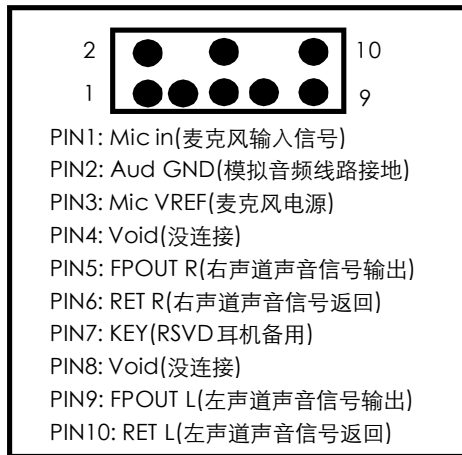 2 10
1 9
PIN1: Mic in(麦克风输入信号)
PIN2: Aud GND(模拟音频线路接地)
PIN3: Mic VREF(麦克风电源)
PIN4: Void(没连接)
PIN5: FPOUT R(右声道声音信号输出)
PIN6: RET R(右声道声音信号返回)
PIN7: KEY(RSVD耳机备用)
PIN8: Void(没连接)
PIN9: FPOUT L(左声道声音信号输出)
PIN10: RET L(左声道声音信号返回)